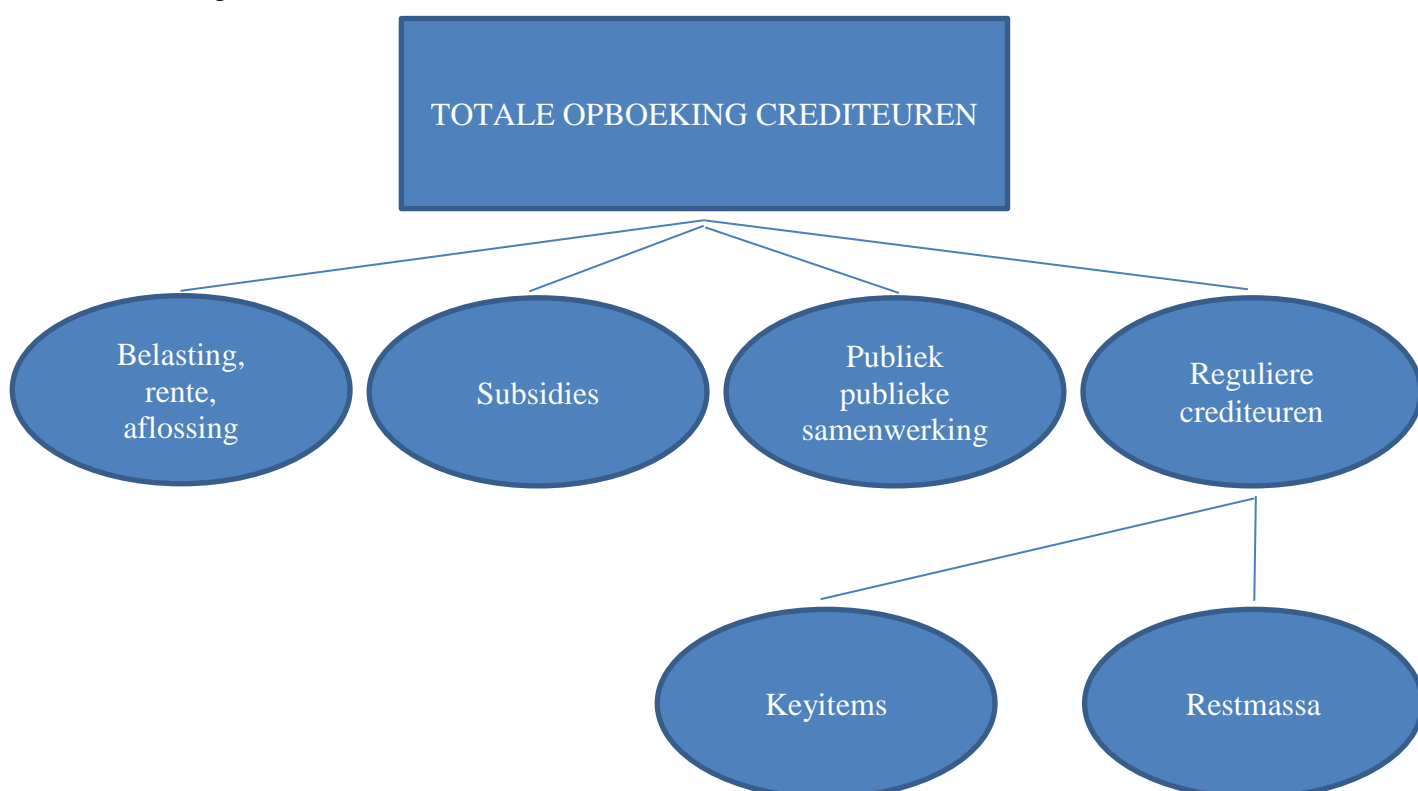 TOTALE OPBOEKING CREDITEUREN
Belasting,
rente,
aflossing
Subsidies
Publiek
publieke
samenwerking
Reguliere
crediteuren
Keyitems
Restmassa